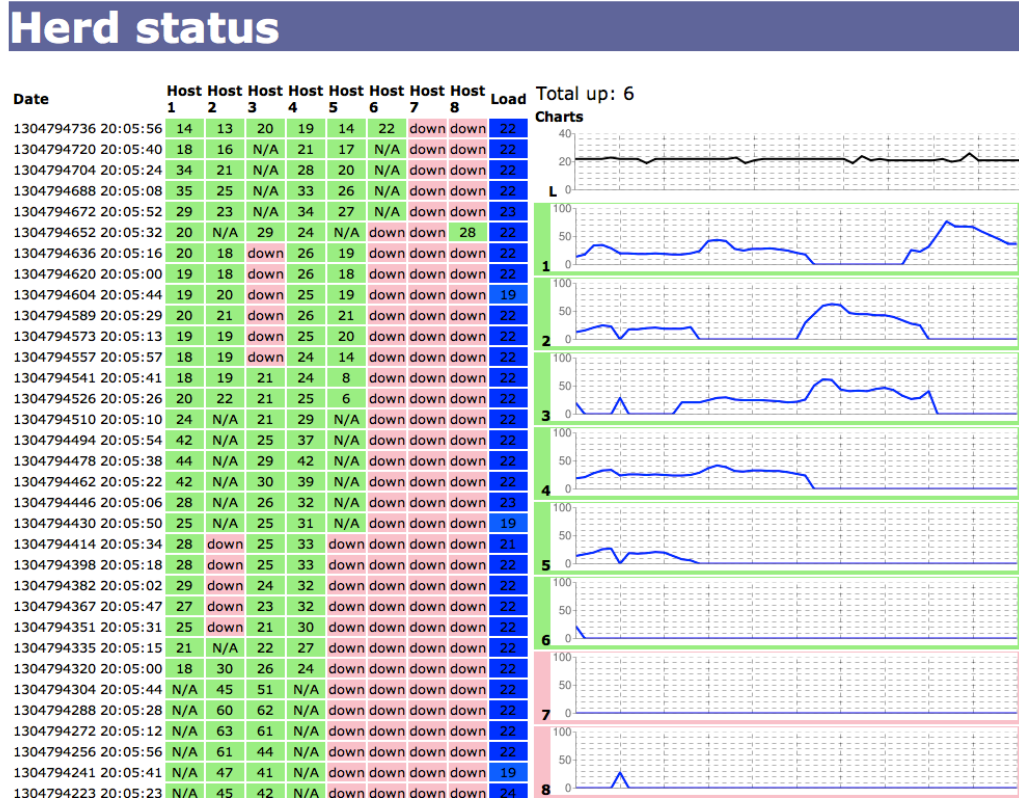 Herd status
Date Host 1 Host 2 Host 3 Host 4 Host 5 Host 6 Host 7 Host 8 Load
1304794736 20:05:56 14 13 20 19 14 22 down down 22
1304794720 20:05:40 18 16 N/A 21 17 N/A down down 22
1304794704 20:05:24 34 21 N/A 28 20 N/A down down 22
1304794688 20:05:08 35 25 N/A 33 26 N/A down down 22
1304794672 20:05:52 29 23 N/A 34 27 N/A down down 23
1304794652 20:05:32 20 N/A 29 24 N/A down down 28 22
1304794636 20:05:16 20 18 down 26 19 down down down 22
1304794620 20:05:00 19 18 down 26 18 down down down 22
1304794604 20:05:44 19 20 down 25 19 down down down 19
1304794589 20:05:29 20 21 down 26 21 down down down 22
1304794573 20:05:13 19 19 down 25 20 down down down 22
1304794557 20:05:57 18 19 down 24 14 down down down 22
1304794541 20:05:41 18 19 21 24 8 down down down 22
1304794526 20:05:26 20 22 21 25 6 down down down 22
1304794510 20:05:10 24 N/A 21 29 N/A down down down 22
1304794494 20:05:54 42 N/A 25 37 N/A down down down 22
1304794478 20:05:38 44 N/A 29 42 N/A down down down 22
1304794462 20:05:22 42 N/A 30 39 N/A down down down 22
1304794446 20:05:06 28 N/A 26 32 N/A down down down 23
1304794430 20:05:50 25 N/A 25 31 N/A down down down 19
1304794414 20:05:34 28 down 25 33 down down down down 21
1304794398 20:05:18 28 down 25 33 down down down down 22
1304794382 20:05:02 29 down 24 32 down down down down 22
1304794367 20:05:47 27 down 23 32 down down down down 22
1304794351 20:05:31 25 down 21 30 down down down down 22
1304794335 20:05:15 21 N/A 22 27 down down down down 22
1304794320 20:05:00 18 30 26 24 down down down down 22
1304794304 20:05:44 N/A 45 51 N/A down down down down 22
1304794288 20:05:28 N/A 60 62 N/A down down down down 22
1304794272 20:05:12 N/A 63 61 N/A down down down down 22
1304794256 20:05:56 N/A 61 44 N/A down down down down 22
1304794241 20:05:41 N/A 47 41 N/A down down down down 19
1304794223 20:05:23 N/A 45 42 N/A down down down down 24
Total up: 6
Charts
40
20
L 0
100
50
1 0
100
50
2 0
100
50
3 0
100
50
4 0
100
50
5 0
100
50
6 0
100
50
7 0
100
50
8 0